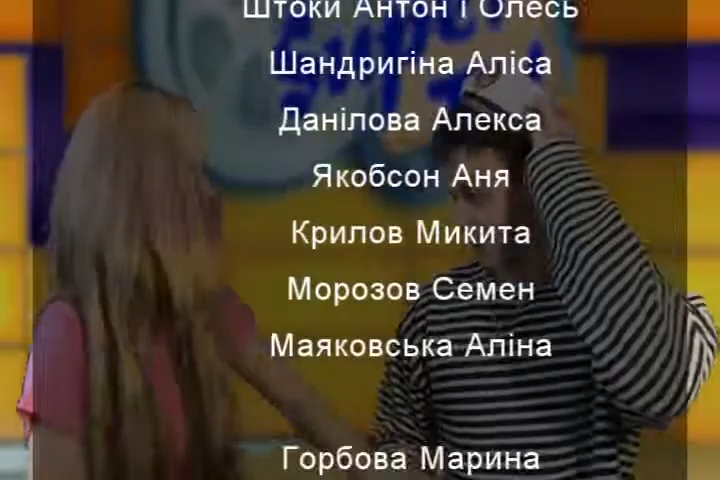 Штоки Антон і Олесь
Шандригіна Аліса
Данілова Алекса
Якобсон Аня
Крилов Микита
Морозов Семен
Маяковська Аліна
Горбова Марина